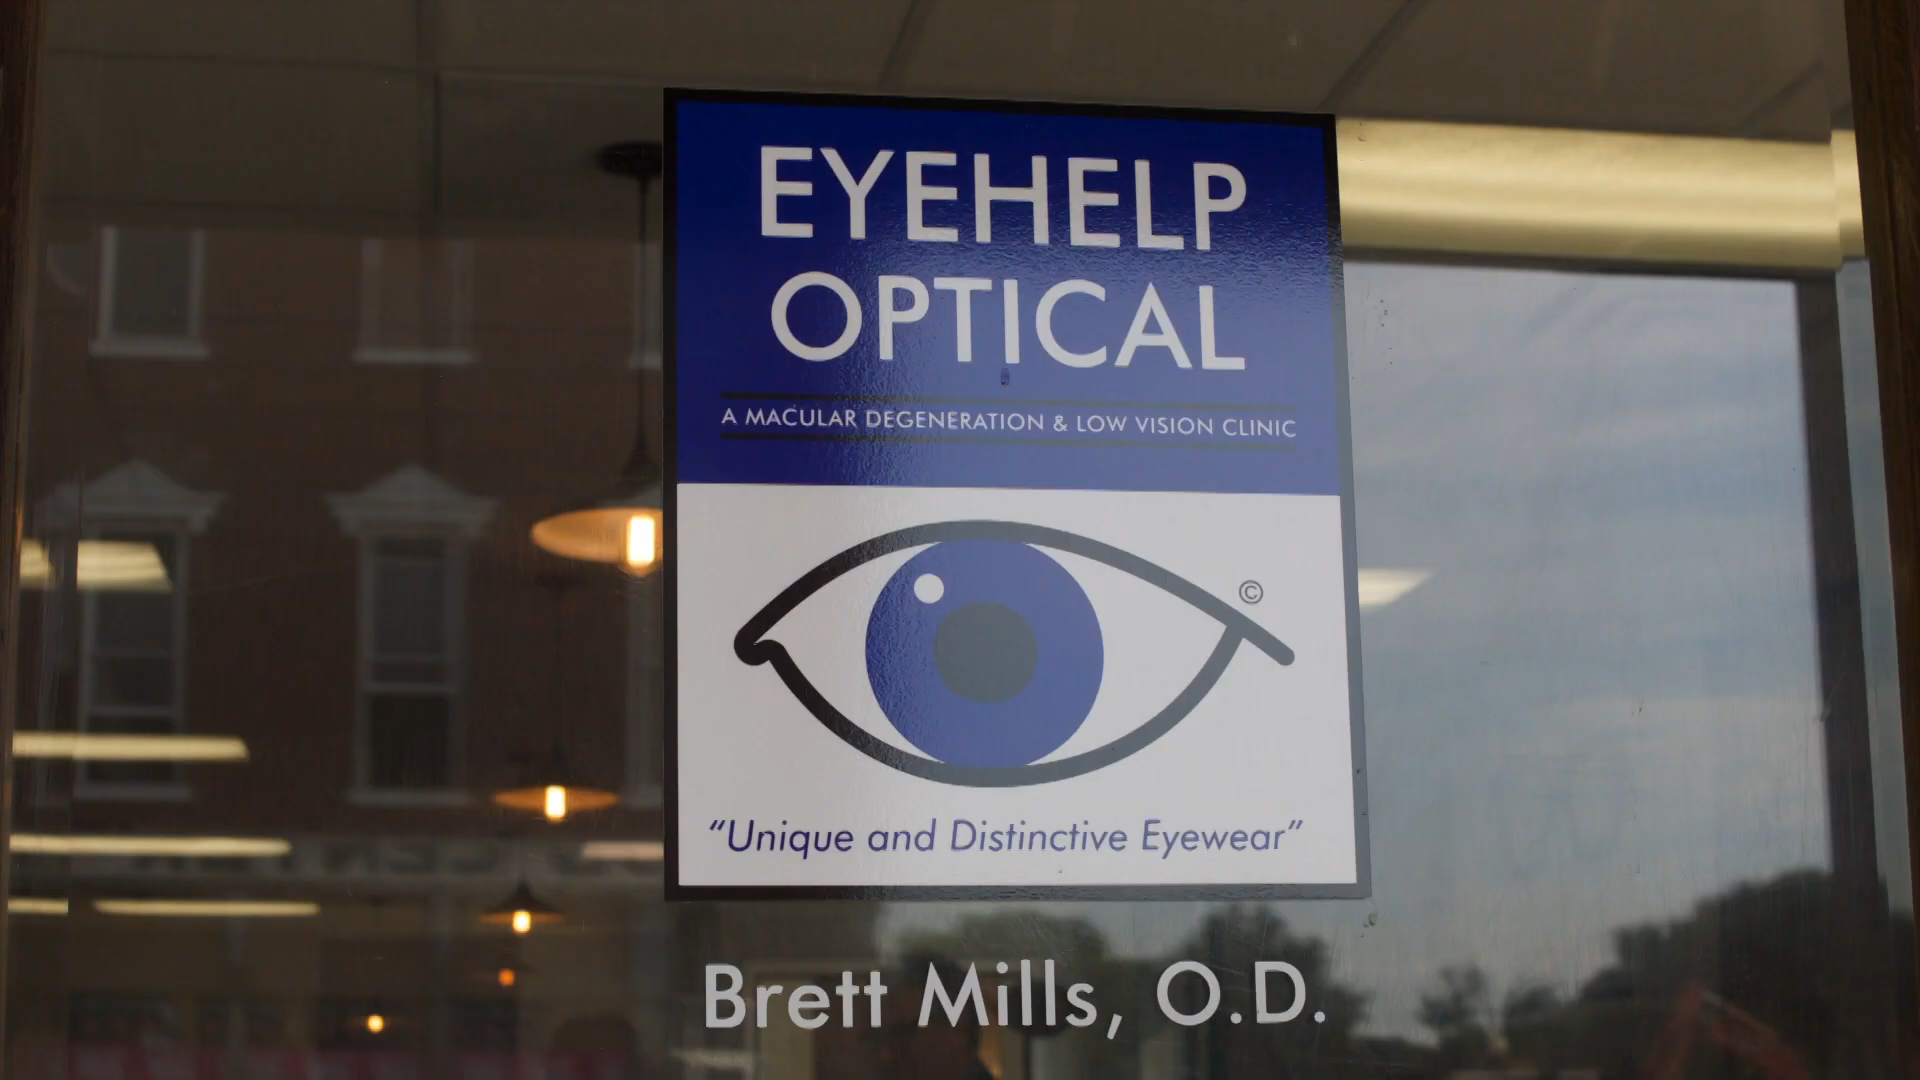 EYEHELP
OPTICAL
A MACULAR DEGENERATION & LOW VISION CLINIC
©
“Unique and Distinctive Eyewear”
Brett Mills, O.D.